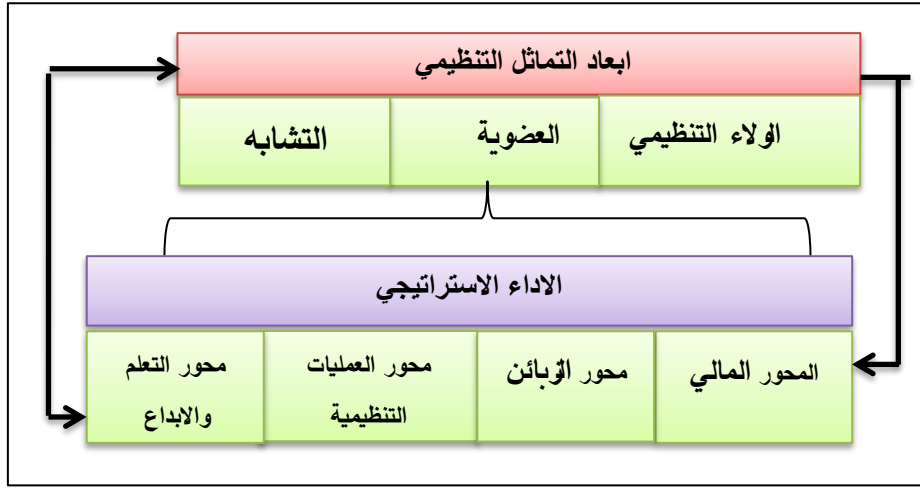 ابعاد التماثل التنظيمي
الولاء التنظيمي
العضوية
التشابه
الاداء الاستراتيجي
المحور المالي
محور الزبائن
محور العمليات
التنظيمية
محور التعلم
والابداع